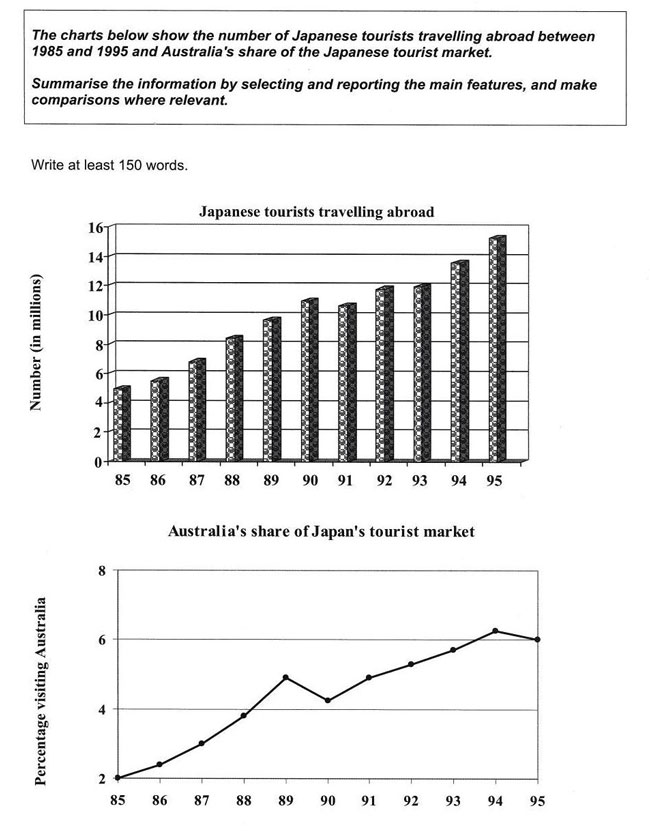 The charts below show the number of Japanese tourists travelling abroad between
1985 and 1995 and Australia's share of the Japanese tourist market.
Summarise the information by selecting and reporting the main features, and make
comparisons where relevant.
Write at least 150 words.
Japanese tourists travelling abroad
Number (in millions)
16
14
12
10
8
6
4
2
0
85 86 87 88 89 90 91 92 93 94 95
Australia's share of Japan's tourist market
Percentage visiting Australia
8
6
4
2
85 86 87 88 89 90 91 92 93 94 95